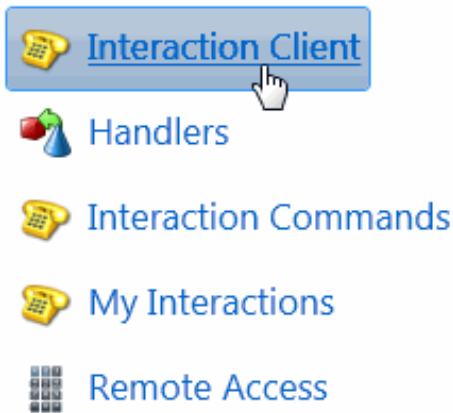 Interaction Client
Handlers
Interaction Commands
My Interactions
Remote Access